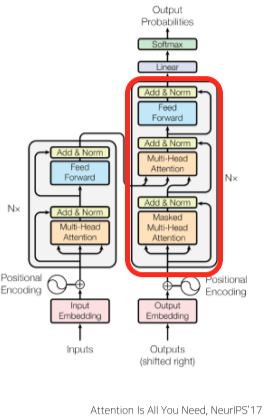 Output
Probabilities
Softmax
Linear
Add & Norm
Feed
Forward
Add & Norm
Multi-Head
Attention
Add & Norm
Masked
Multi-Head
Attention
N×
Add & Norm
Feed
Forward
Add & Norm
Multi-Head
Attention
N×
Positional
Encoding
Positional
Encoding
Input
Embedding
Output
Embedding
Inputs
Outputs
(shifted right)
Attention Is All You Need, NeurIPS'17